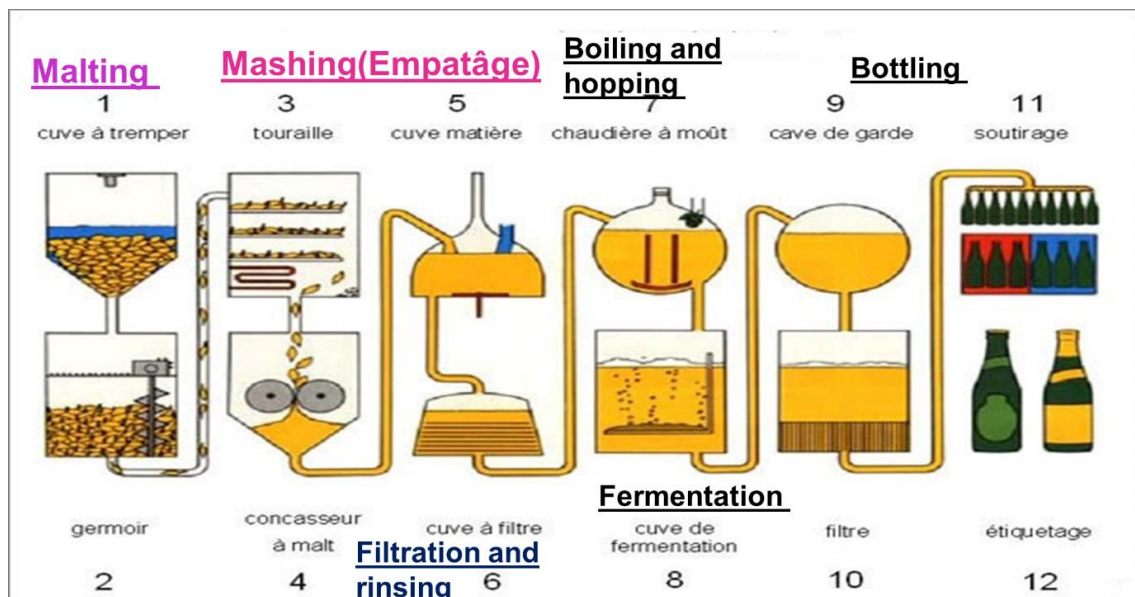 Malting
Mashing(Empatâge)
Boiling and
hopping
Bottling
1
3
5
7
9
11
cuve à tremper
touraille
cuve matière
chaudière à moût
cave de garde
soutirage
Fermentation
germoir
concasseur
à malt
cuve à filtre
cuve de
fermentation
filtre
étiquetage
Filtration and
rinsing
2
4
6
8
10
12